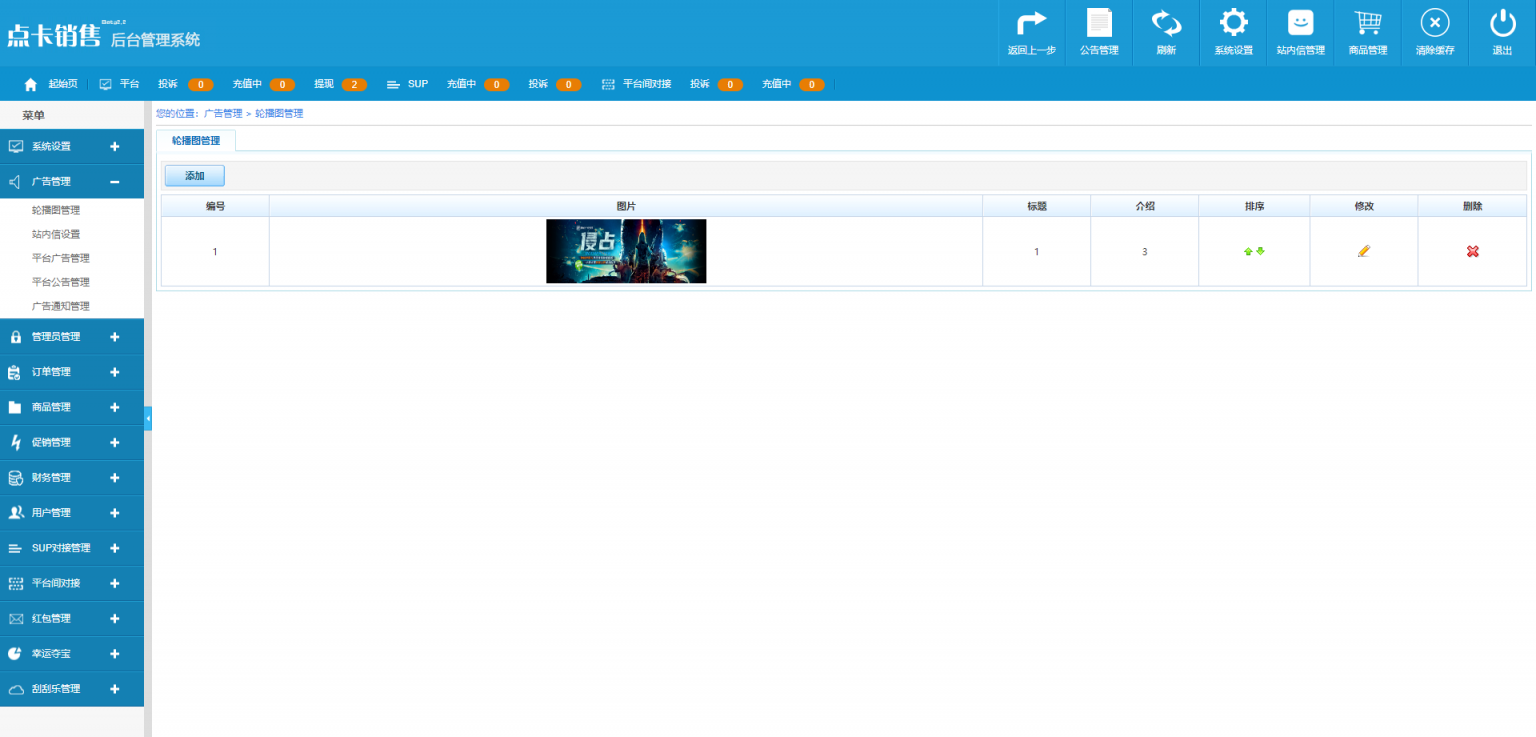 点卡销售 后台管理系统
返回上一步 公告管理 刷新 系统设置 站内信管理 商品管理 清除缓存 退出
起始页 平台 投诉 0 充值中 0 提现 2 SUP 充值中 0 投诉 0 平台间对接 投诉 0 充值中 0
菜单
您的位置：广告管理 > 轮播图管理
轮播图管理
添加
编号 图片 标题 介绍 排序 修改 删除
1 侵占 1 3
系统设置
广告管理
轮播图管理
站内信设置
平台广告管理
平台公告管理
广告通知管理
管理员管理
订单管理
商品管理
促销管理
财务管理
用户管理
SUP对接管理
平台间对接
红包管理
幸运夺宝
刮刮乐管理